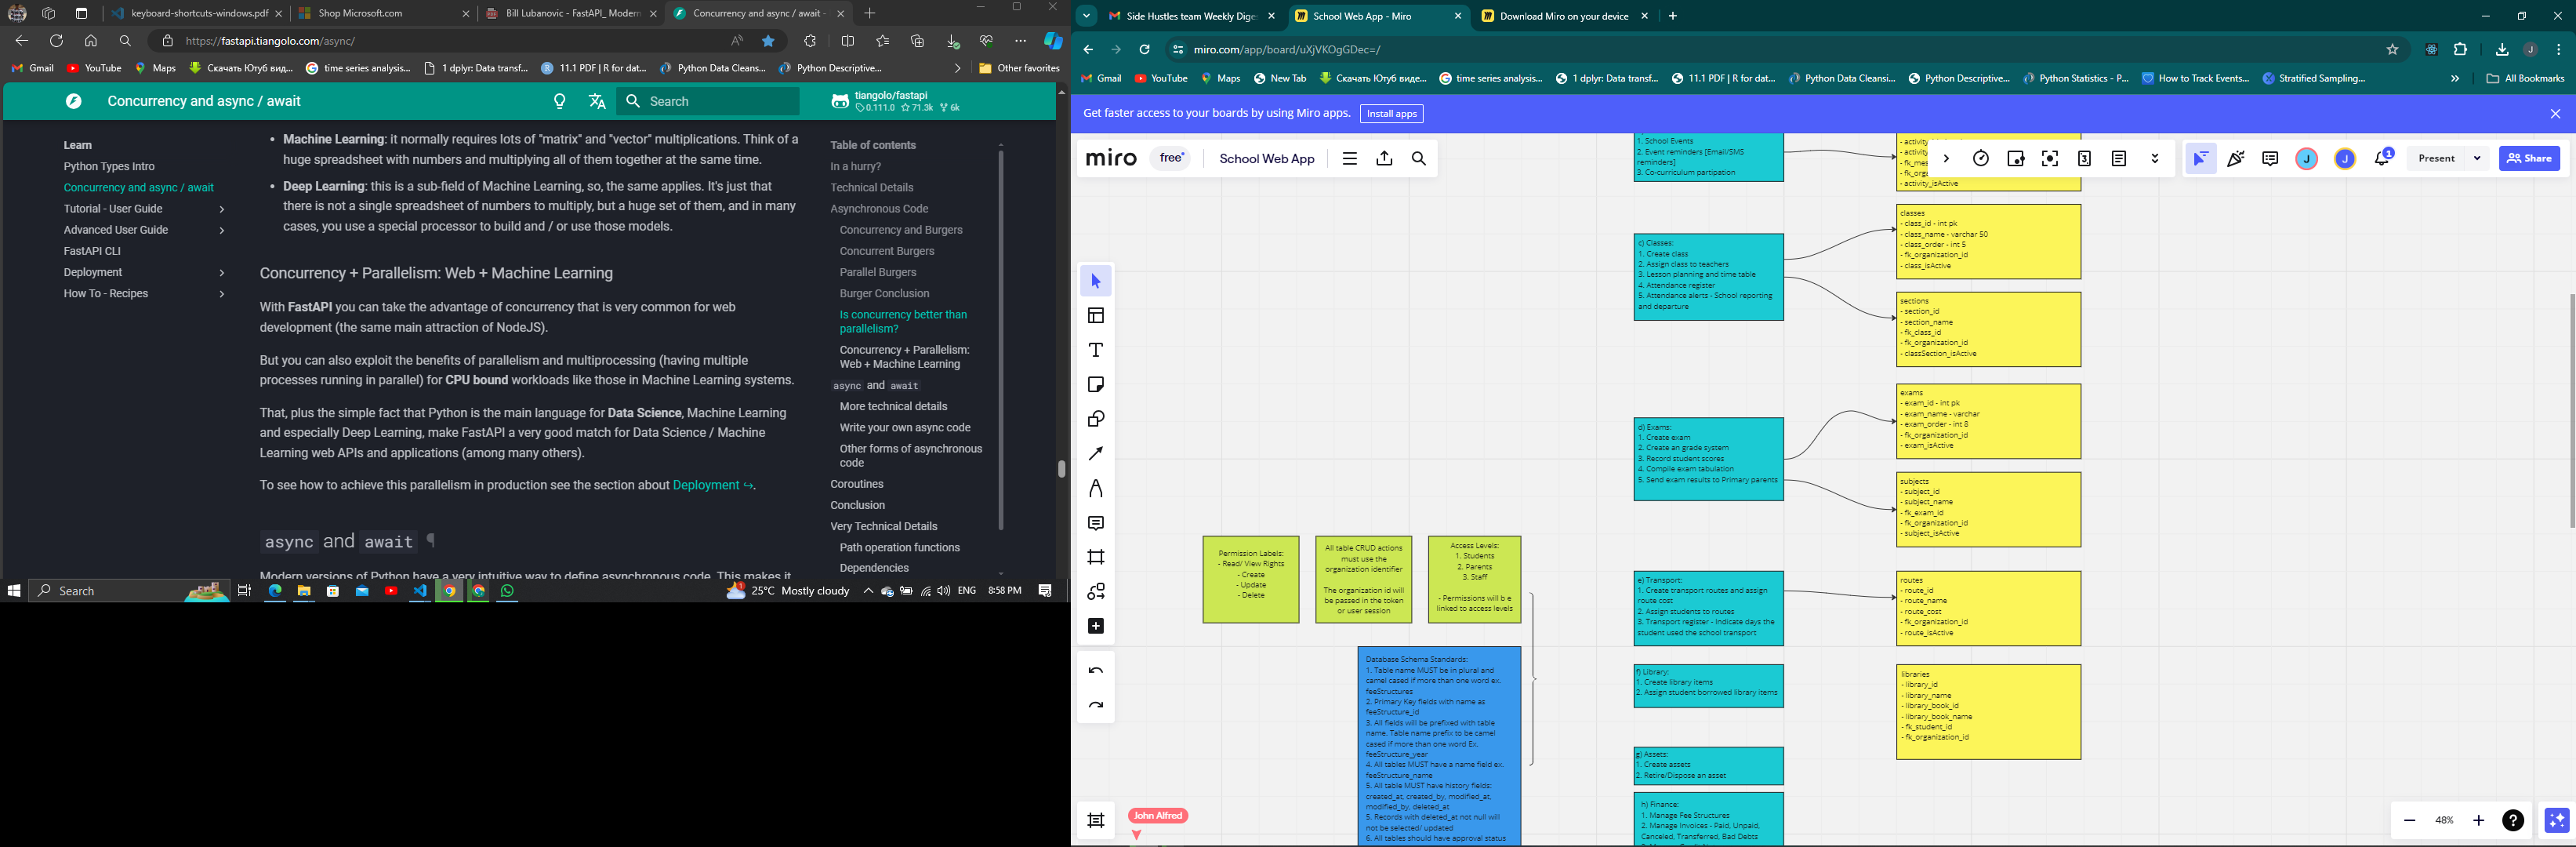 keyboard-shortcuts-windows.pdf
Shop Microsoft.com
Bill Lubanovic - FastAPI_ Modern
Concurrency and async / await -
https://fastapi.tiangolo.com/async/
Gmail
YouTube
Maps
Скачать Ютуб вид...
time series analysis...
1 dplyr: Data transf...
11.1 PDF | R for dat...
Python Data Cleans...
Python Descriptive...
Other favorites
Concurrency and async / await
Search
tiangolo/fastapi
0.111.0 71.3k 6k
Learn
Python Types Intro
Concurrency and async / await
Tutorial - User Guide
Advanced User Guide
FastAPI CLI
Deployment
How To - Recipes
• Machine Learning: it normally requires lots of "matrix" and "vector" multiplications. Think of a
huge spreadsheet with numbers and multiplying all of them together at the same time.
• Deep Learning: this is a sub-field of Machine Learning, so, the same applies. It's just that
there is not a single spreadsheet of numbers to multiply, but a huge set of them, and in many
cases, you use a special processor to build and / or use those models.
Concurrency + Parallelism: Web + Machine Learning
With FastAPI you can take the advantage of concurrency that is very common for web
development (the same main attraction of NodeJS).
But you can also exploit the benefits of parallelism and multiprocessing (having multiple
processes running in parallel) for CPU bound workloads like those in Machine Learning systems.
That, plus the simple fact that Python is the main language for Data Science, Machine Learning
and especially Deep Learning, make FastAPI a very good match for Data Science / Machine
Learning web APIs and applications (among many others).
To see how to achieve this parallelism in production see the section about Deployment ↪.
async and await ¶
Modern versions of Python have a very intuitive way to define asynchronous code. This makes it
Table of contents
In a hurry?
Technical Details
Asynchronous Code
Concurrency and Burgers
Concurrent Burgers
Parallel Burgers
Burger Conclusion
Is concurrency better than
parallelism?
Concurrency + Parallelism:
Web + Machine Learning
async and await
More technical details
Write your own async code
Other forms of asynchronous
code
Coroutines
Conclusion
Very Technical Details
Path operation functions
Dependencies
Search
25°C Mostly cloudy
ENG
8:58 PM
Side Hustles team Weekly Dige
School Web App - Miro
Download Miro on your device
miro.com/app/board/uXjVKOgGDec=/
Gmail
YouTube
Maps
New Tab
Скачать Ютуб виде...
time series analysis...
1 dplyr: Data transf...
11.1 PDF | R for dat...
Python Data Cleansi...
Python Descriptive...
Python Statistics - P...
How to Track Events...
Stratified Sampling...
All Bookmarks
Get faster access to your boards by using Miro apps.
Install apps
miro
free
School Web App
J
J
1
Present
Share
1. School Events
2. Event reminders [Email/SMS
reminders]
3. Co-curriculum partipation
- activity
- fk_mes
- fk_orga
- activity_isActive
c) Classes:
1. Create class
2. Assign class to teachers
3. Lesson planning and time table
4. Attendance register
5. Attendance alerts - School reporting
and departure
classes
- class_id - int pk
- class_name - varchar 50
- class_order - int 5
- fk_organization_id
- class_isActive
sections
- section_id
- section_name
- fk_class_id
- fk_organization_id
- classSection_isActive
d) Exams:
1. Create exam
2. Create an grade system
3. Record student scores
4. Compile exam tabulation
5. Send exam results to Primary parents
exams
- exam_id - int pk
- exam_name - varchar
- exam_order - int 8
- fk_organization_id
- exam_isActive
subjects
- subject_id
- subject_name
- fk_exam_id
- fk_organization_id
- subject_isActive
Permission Labels:
- Read/ View Rights
- Create
- Update
- Delete
All table CRUD actions
must use the
organization identifier
The organization id will
be passed in the token
or user session
Access Levels:
1. Students
2. Parents
3. Staff
- Permissions will b e
linked to access levels
e) Transport:
1. Create transport routes and assign
route cost
2. Assign students to routes
3. Transport register - Indicate days the
student used the school transport
routes
- route_id
- route_name
- route_cost
- fk_organization_id
- route_isActive
Database Schema Standards:
1. Table name MUST be in plural and
camel cased if more than one word ex.
feeStructures
2. Primary Key fields with name as
feeStructure_id
3. All fields will be prefixed with table
name. Table name prefix to be camel
cased if more than one word Ex.
feeStructure_year
4. All tables MUST have a name field ex.
feeStructure_name
5. All tables MUST have history fields:
created_at, created_by, modified_at,
modified_by, deleted_at
5. Records with deleted_at not null will
not be selected/ updated
6. All tables should have approval status
f) Library:
1. Create library items
2. Assign student borrowed library items
libraries
- library_id
- library_name
- library_book_id
- library_book_name
- fk_student_id
- fk_organization_id
g) Assets:
1. Create assets
2. Retire/Dispose an asset
h) Finance:
1. Manage Fee Structures
2. Manage Invoices - Paid, Unpaid,
Canceled, Transferred, Bad Debts
John Alfred
48%